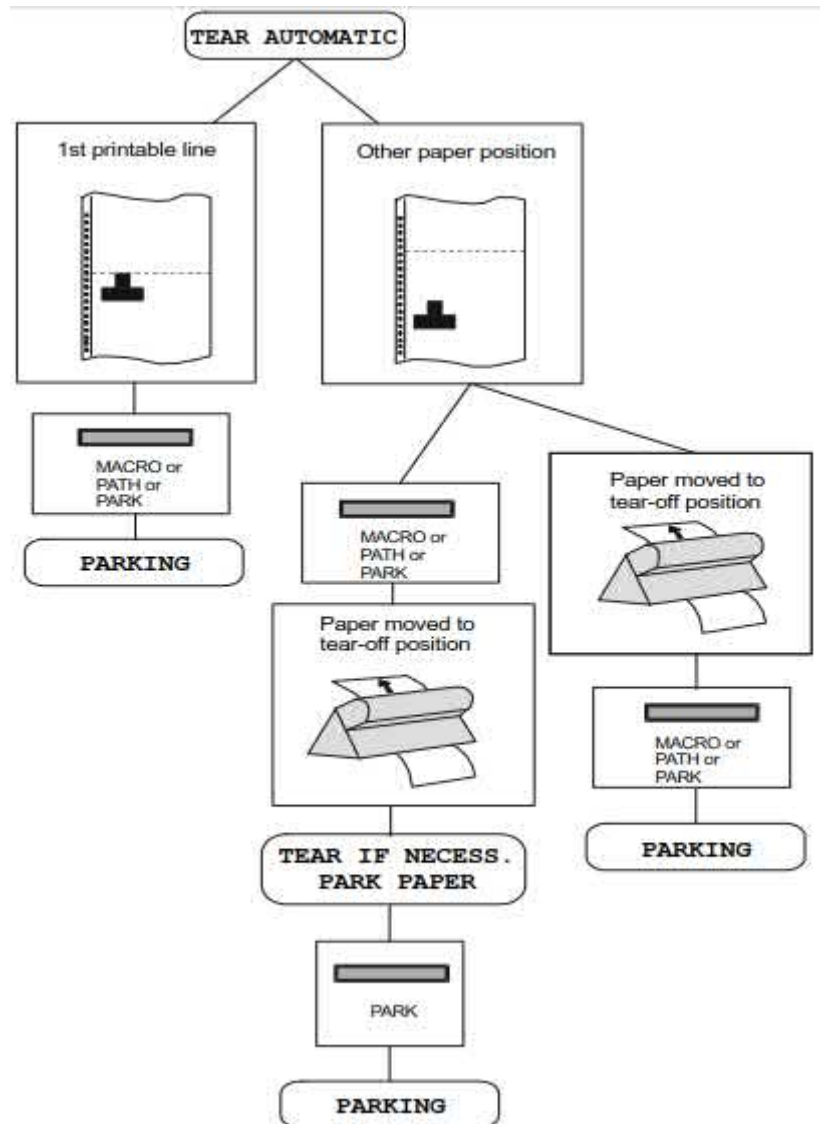 TEAR AUTOMATIC
1st printable line
Other paper position
MACRO or
PATH or
PARK
PARKING
MACRO or
PATH or
PARK
Paper moved to
tear-off position
TEAR IF NECESS.
PARK PAPER
PARK
PARKING
Paper moved to
tear-off position
MACRO or
PATH or
PARK
PARKING